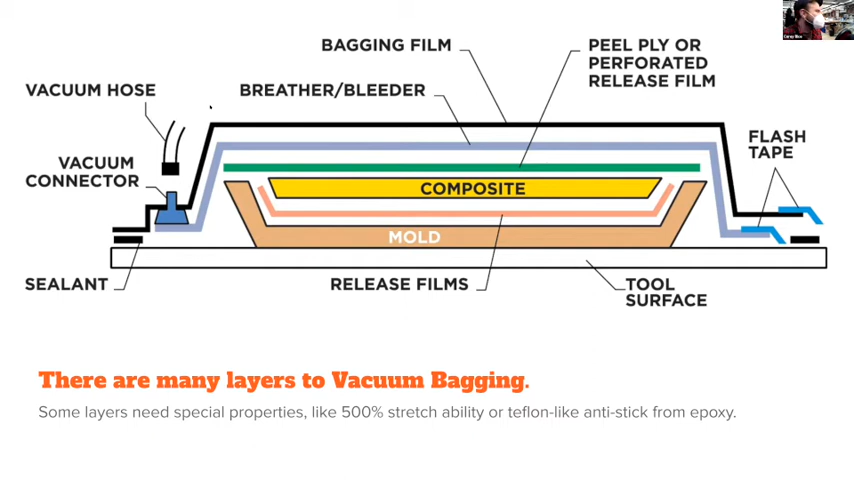 BAGGING FILM
PEEL PLY OR
PERFORATED
RELEASE FILM
VACUUM HOSE
BREATHER/BLEEDER
FLASH
TAPE
VACUUM
CONNECTOR
COMPOSITE
MOLD
SEALANT
RELEASE FILMS
TOOL
SURFACE
There are many layers to Vacuum Bagging.
Some layers need special properties, like 500% stretch ability or teflon-like anti-stick from epoxy.